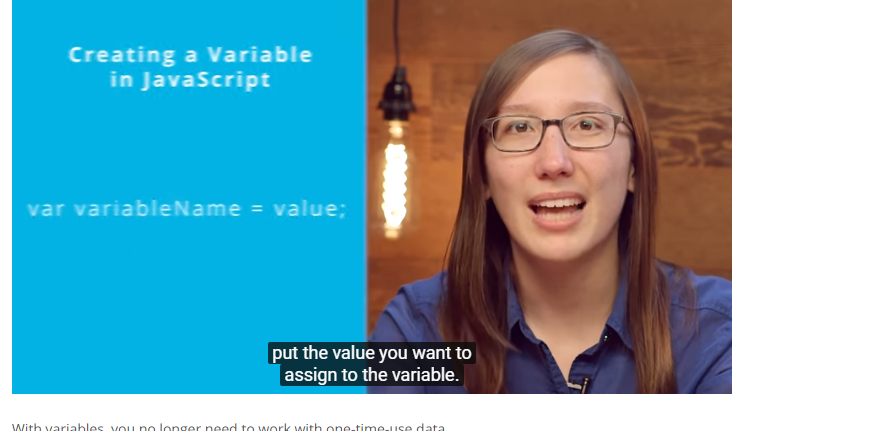 Creating a Variable
in JavaScript
var variableName = value;
put the value you want to
assign to the variable.
With variables, you no longer need to work with one-time-use data